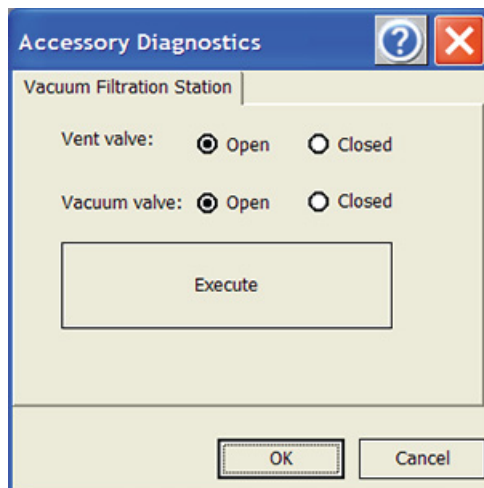 Accessory Diagnostics
Vacuum Filtration Station
Vent valve: Open Closed
Vacuum valve: Open Closed
Execute
OK Cancel